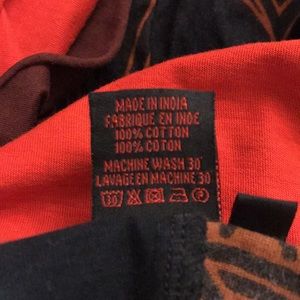 MADE IN INDIA
FABRIQUE EN INDE
100% COTTON
100% COTON
MACHINE WASH 30°
LAVAGE EN MACHINE 30°